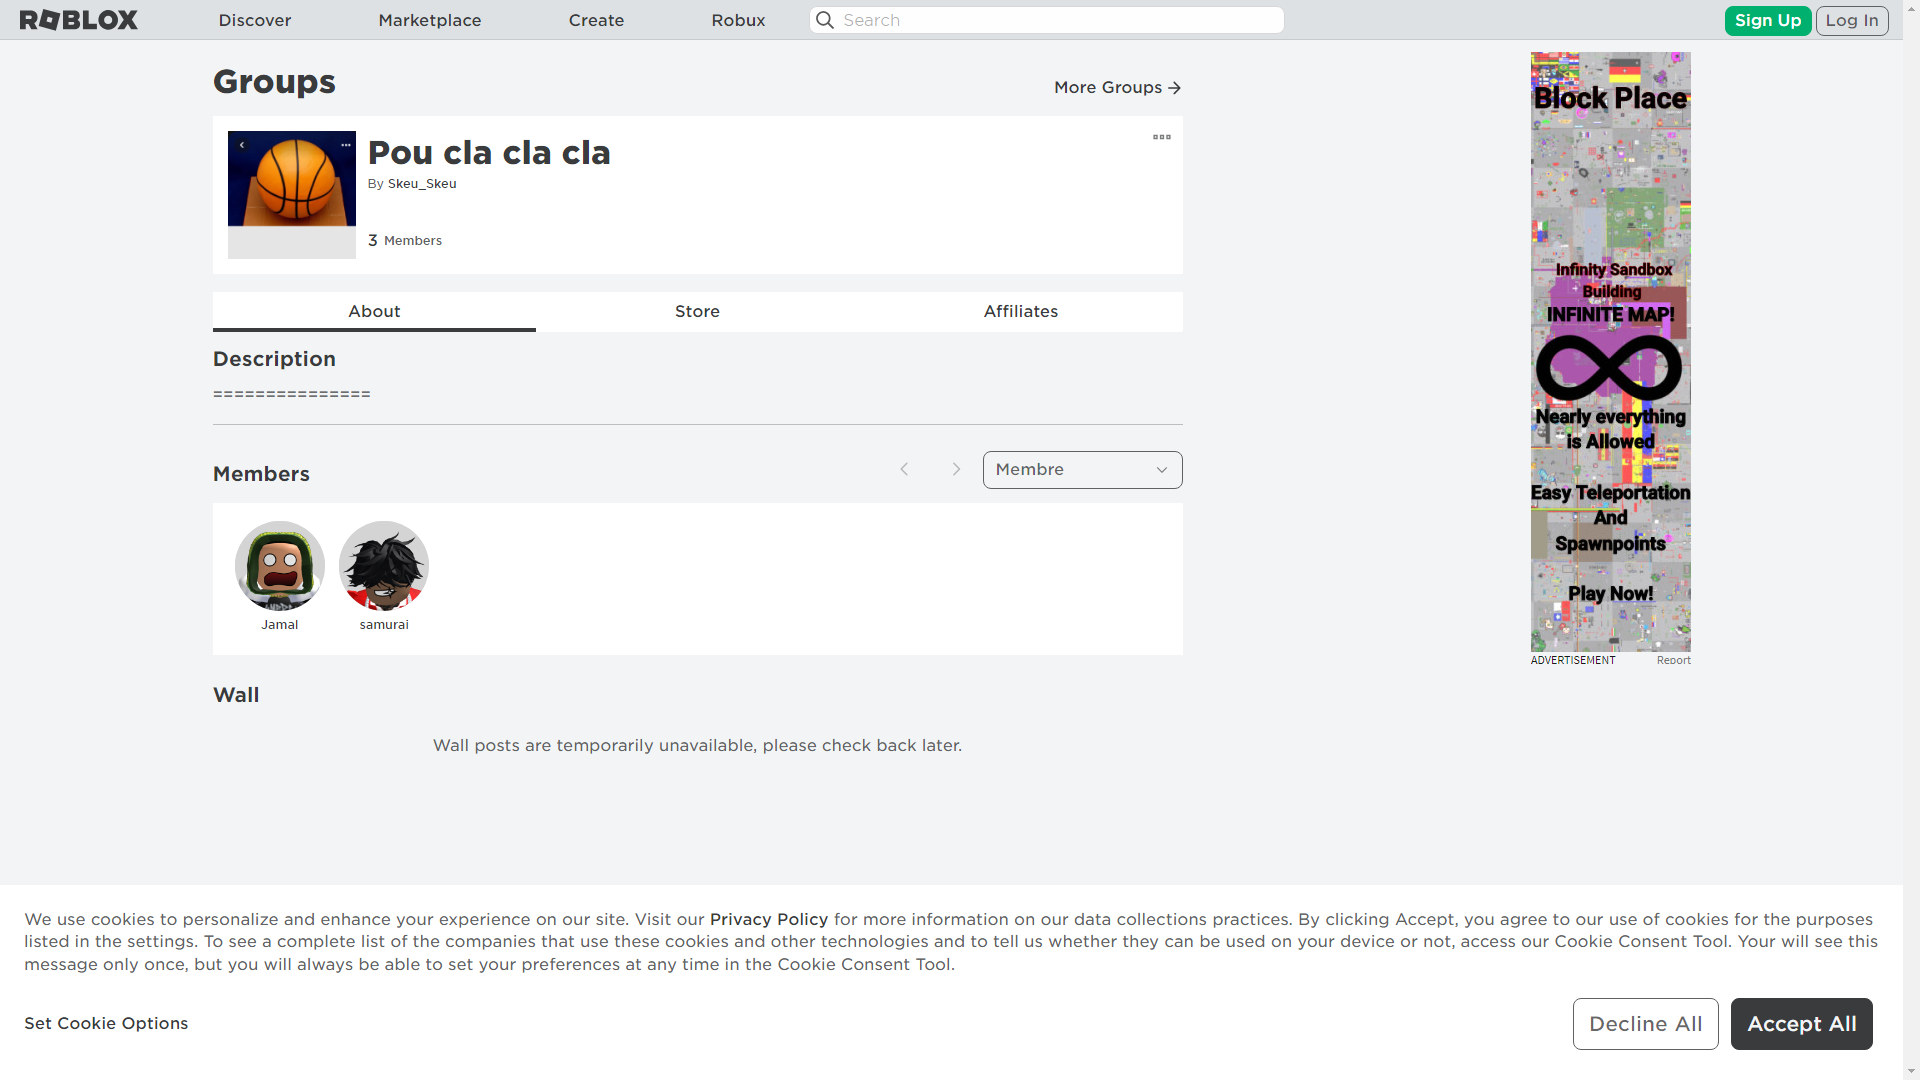 ROBLOX
Discover
Marketplace
Create
Robux
Search
Sign Up
Log In
Groups
More Groups
Pou cla cla cla
By Skeu_Skeu
3 Members
About
Store
Affiliates
Description
===============
Members
Membre
Jamal
samurai
Wall
Wall posts are temporarily unavailable, please check back later.
Block Place
Infinity Sandbox
Building
INFINITE MAP!
Nearly everything
is Allowed
Easy Teleportation
And
Spawnpoints
Play Now!
ADVERTISEMENT
Report
We use cookies to personalize and enhance your experience on our site. Visit our Privacy Policy for more information on our data collections practices. By clicking Accept, you agree to our use of cookies for the purposes
listed in the settings. To see a complete list of the companies that use these cookies and other technologies and to tell us whether they can be used on your device or not, access our Cookie Consent Tool. Your will see this
message only once, but you will always be able to set your preferences at any time in the Cookie Consent Tool.
Set Cookie Options
Decline All
Accept All